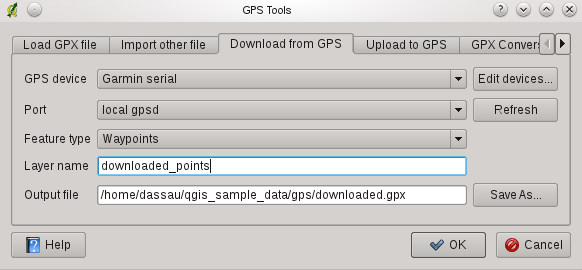 GPS Tools
Load GPX file Import other file Download from GPS Upload to GPS GPX Convers
GPS device Garmin serial Edit devices...
Port local gpsd Refresh
Feature type Waypoints
Layer name downloaded_points
Output file /home/dassau/qgis_sample_data/gps/downloaded.gpx Save As...
Help OK Cancel